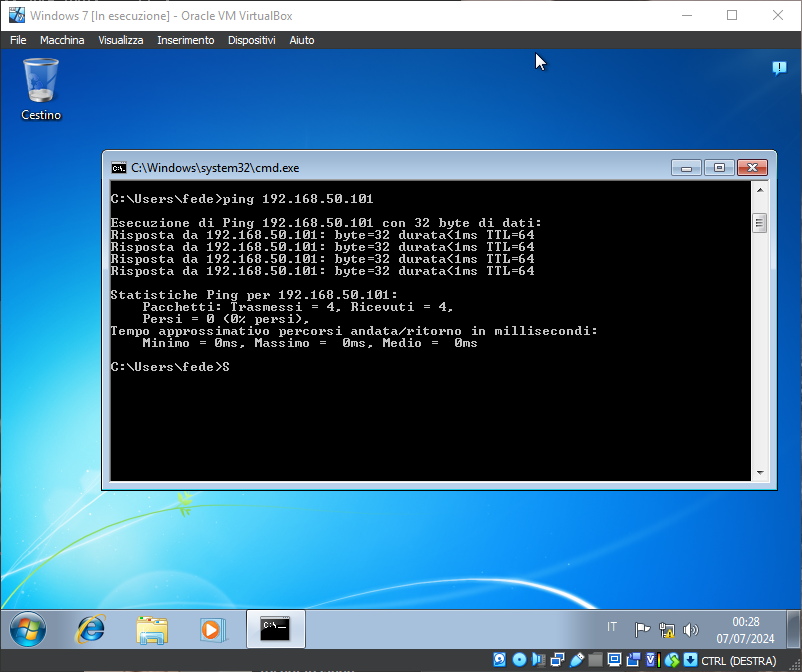 Windows 7 [In esecuzione] - Oracle VM VirtualBox
File Macchina Visualizza Inserimento Dispositivi Aiuto
Cestino
C:\Windows\system32\cmd.exe
C:\Users\fede>ping 192.168.50.101
Esecuzione di Ping 192.168.50.101 con 32 byte di dati:
Risposta da 192.168.50.101: byte=32 durata<1ms TTL=64
Risposta da 192.168.50.101: byte=32 durata<1ms TTL=64
Risposta da 192.168.50.101: byte=32 durata<1ms TTL=64
Risposta da 192.168.50.101: byte=32 durata<1ms TTL=64
Statistiche Ping per 192.168.50.101:
Pacchetti: Trasmessi = 4, Ricevuti = 4,
Persi = 0 (0% persi),
Tempo approssimativo percorsi andata/ritorno in millisecondi:
Minimo = 0ms, Massimo =  0ms, Medio =  0ms
C:\Users\fede>S
IT
00:28
07/07/2024
CTRL (DESTRA)